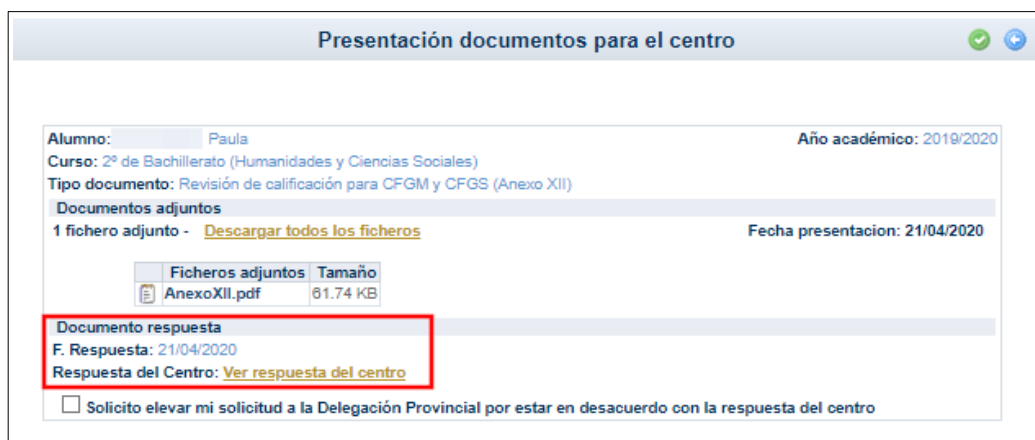 Presentación documentos para el centro
Alumno: Paula Año académico: 2019/2020
Curso: 2º de Bachillerato (Humanidades y Ciencias Sociales)
Tipo documento: Revisión de calificación para CFGM y CFGS (Anexo XII)
Documentos adjuntos
1 fichero adjunto - Descargar todos los ficheros Fecha presentacion: 21/04/2020
Ficheros adjuntos Tamaño
AnexoXII.pdf 61.74 KB
Documento respuesta
F. Respuesta: 21/04/2020
Respuesta del Centro: Ver respuesta del centro
Solicito elevar mi solicitud a la Delegación Provincial por estar en desacuerdo con la respuesta del centro